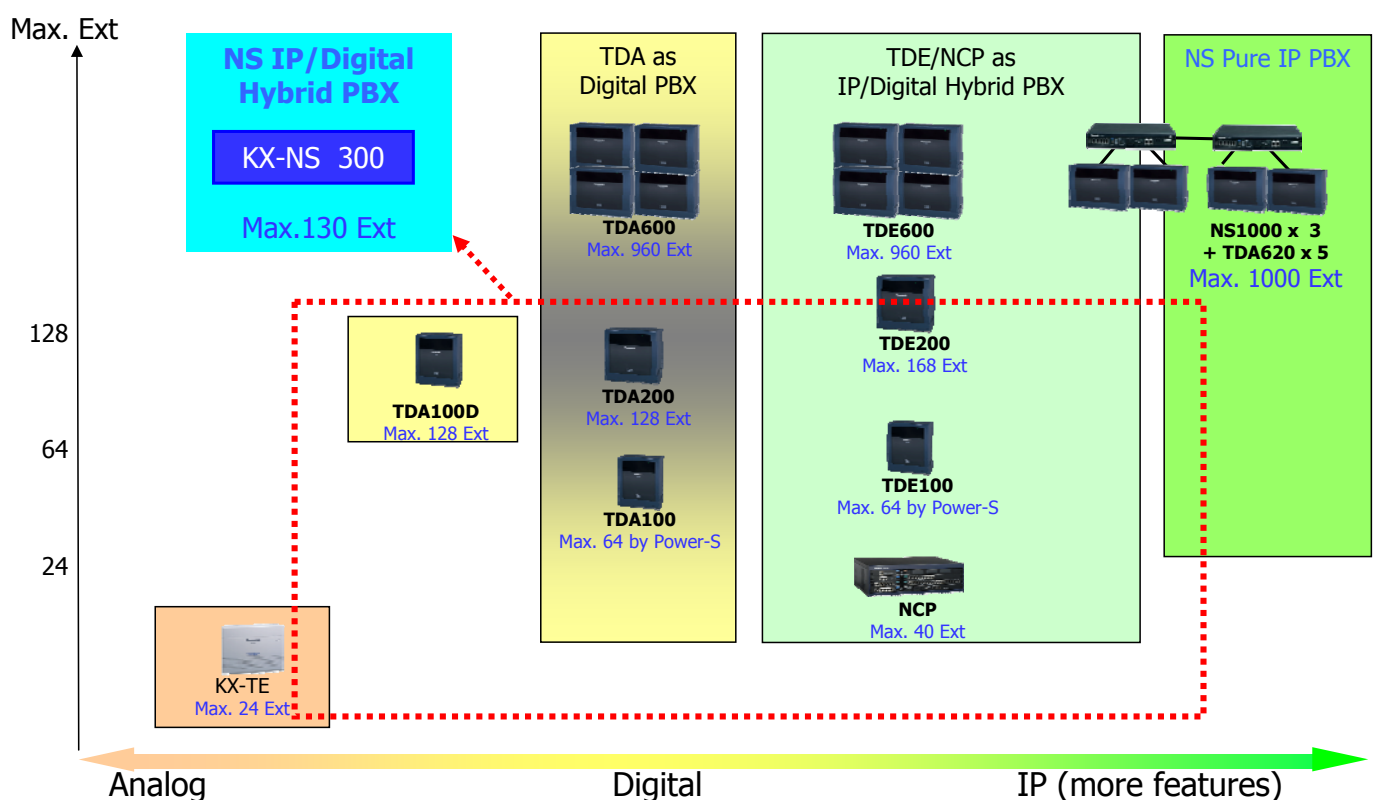 Max. Ext
NS IP/Digital
Hybrid PBX
KX-NS 300
Max.130 Ext
TDA as
Digital PBX
TDA600
Max. 960 Ext
TDE/NCP as
IP/Digital Hybrid PBX
TDE600
Max. 960 Ext
NS Pure IP PBX
NS1000 x 3
+ TDA620 x 5
Max. 1000 Ext
128
64
24
TDA100D
Max. 128 Ext
TDA200
Max. 128 Ext
TDA100
Max. 64 by Power-S
TDE200
Max. 168 Ext
TDE100
Max. 64 by Power-S
NCP
Max. 40 Ext
KX-TE
Max. 24 Ext
Analog
Digital
IP (more features)